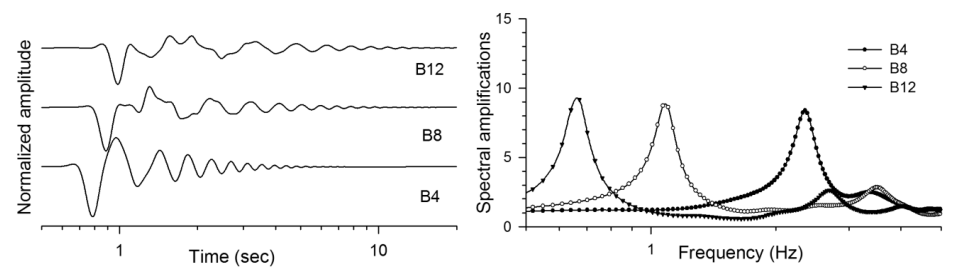 Normalized amplitude
B12
B8
B4
1
10
Time (sec)
Spectral amplifications
15
10
5
0
B4
B8
B12
1
Frequency (Hz)